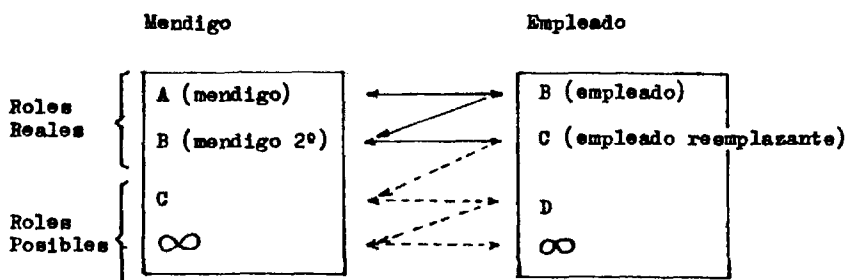 Mendigo Empleado
Roles Reales
A (mendigo) B (empleado)
B (mendigo 2º) C (empleado reemplazante)
Roles Posibles
C D
∞ ∞